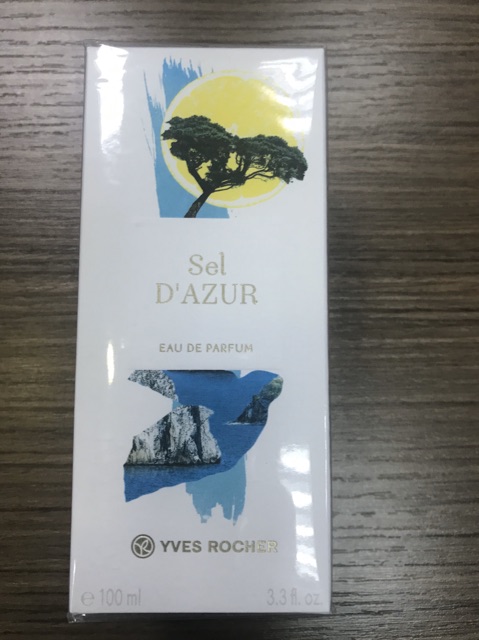 Sel
D'AZUR
EAU DE PARFUM
YVES ROCHER
e 100 ml 3,3 fl. oz.